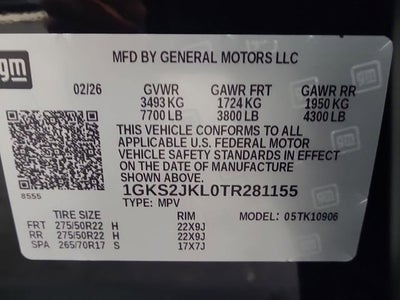 gm
MFD BY GENERAL MOTORS LLC
02/26 GVWR GAWR FRT GAWR RR
3493 KG 1724 KG 1950 KG
7700 LB 3800 LB 4300 LB
THIS VEHICLE CONFORMS TO ALL
APPLICABLE U.S. FEDERAL MOTOR
VEHICLE SAFETY STANDARDS IN EFFECT
ON THE DATE OF MANUFACTURE
SHOWN ABOVE.
1GKS2JKL0TR281155
8555 TYPE: MPV MODEL: 05TK10906
TIRE SIZE RIM
FRT 275/50R22 H 22X9J
RR 275/50R22 H 22X9J
SPA 265/70R17 S 17X7J